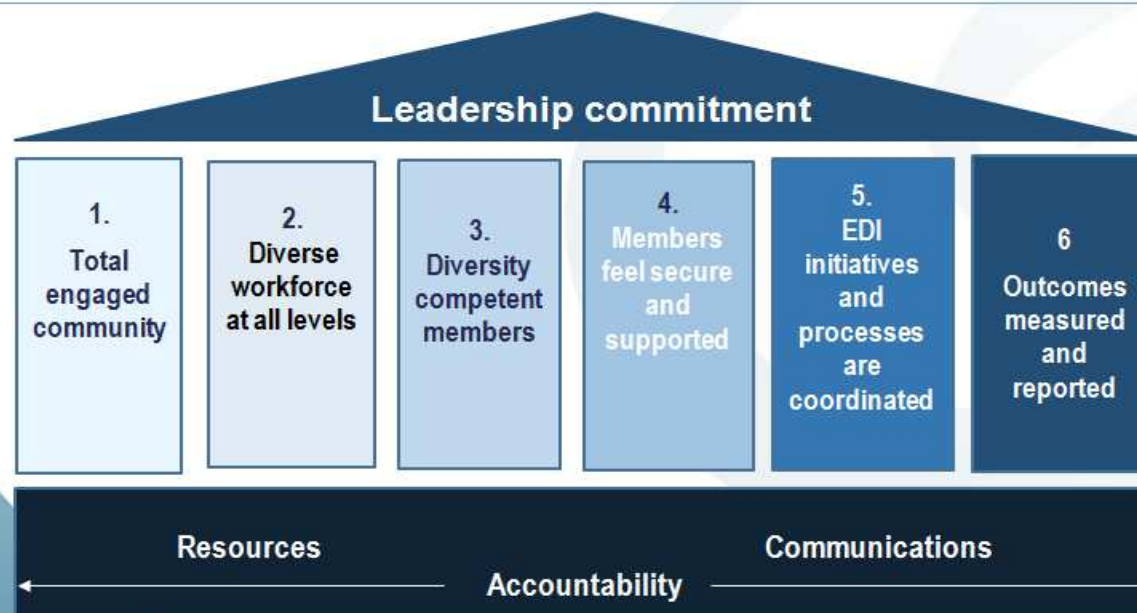 Leadership commitment
1.
Total
engaged
community
2.
Diverse
workforce
at all levels
3.
Diversity
competent
members
4.
Members
feel secure
and
supported
5.
EDI
initiatives
and
processes
are
coordinated
6
Outcomes
measured
and
reported
Resources
Communications
Accountability